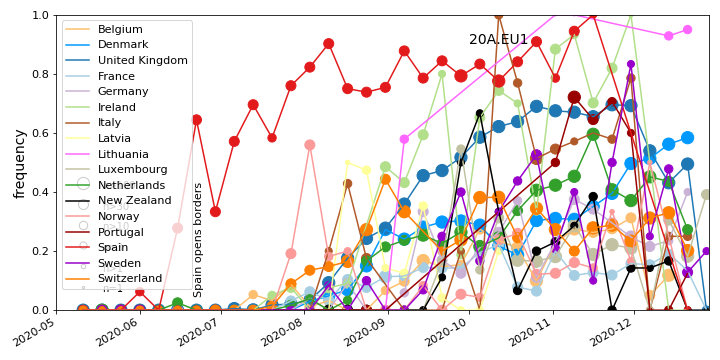 20A.EU1
frequency
1.0
0.8
0.6
0.4
0.2
0.0
Belgium
Denmark
United Kingdom
France
Germany
Ireland
Italy
Latvia
Lithuania
Luxembourg
Netherlands
New Zealand
Norway
Portugal
Spain
Sweden
Switzerland
n=1
Spain opens borders
2020-05
2020-06
2020-07
2020-08
2020-09
2020-10
2020-11
2020-12